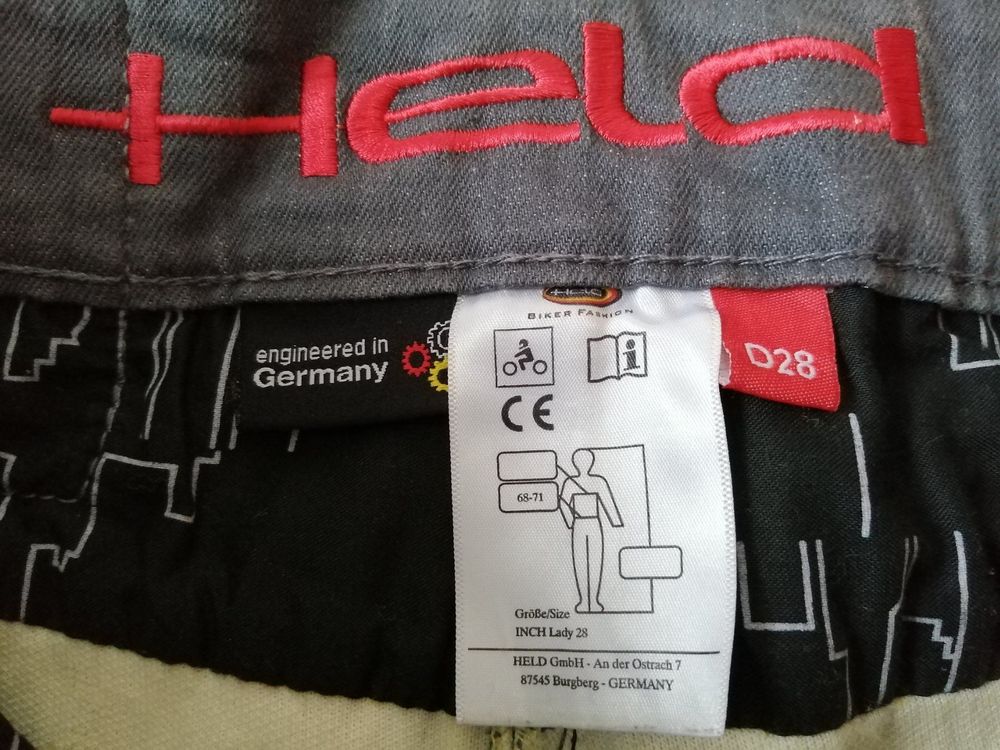 Held
engineered in
Germany
Held
BIKER FASHION
i
D28
CE
68-71
Größe/Size
INCH Lady 28
HELD GmbH - An der Ostrach 7
87545 Burgberg - GERMANY